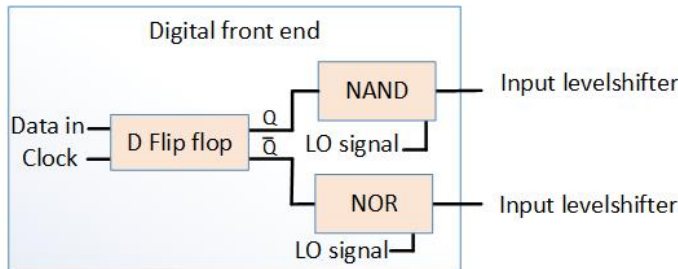 Digital front end
NAND
Input levelshifter
Q
Data in
D Flip flop
Q̅
LO signal
Clock
NOR
Input levelshifter
LO signal